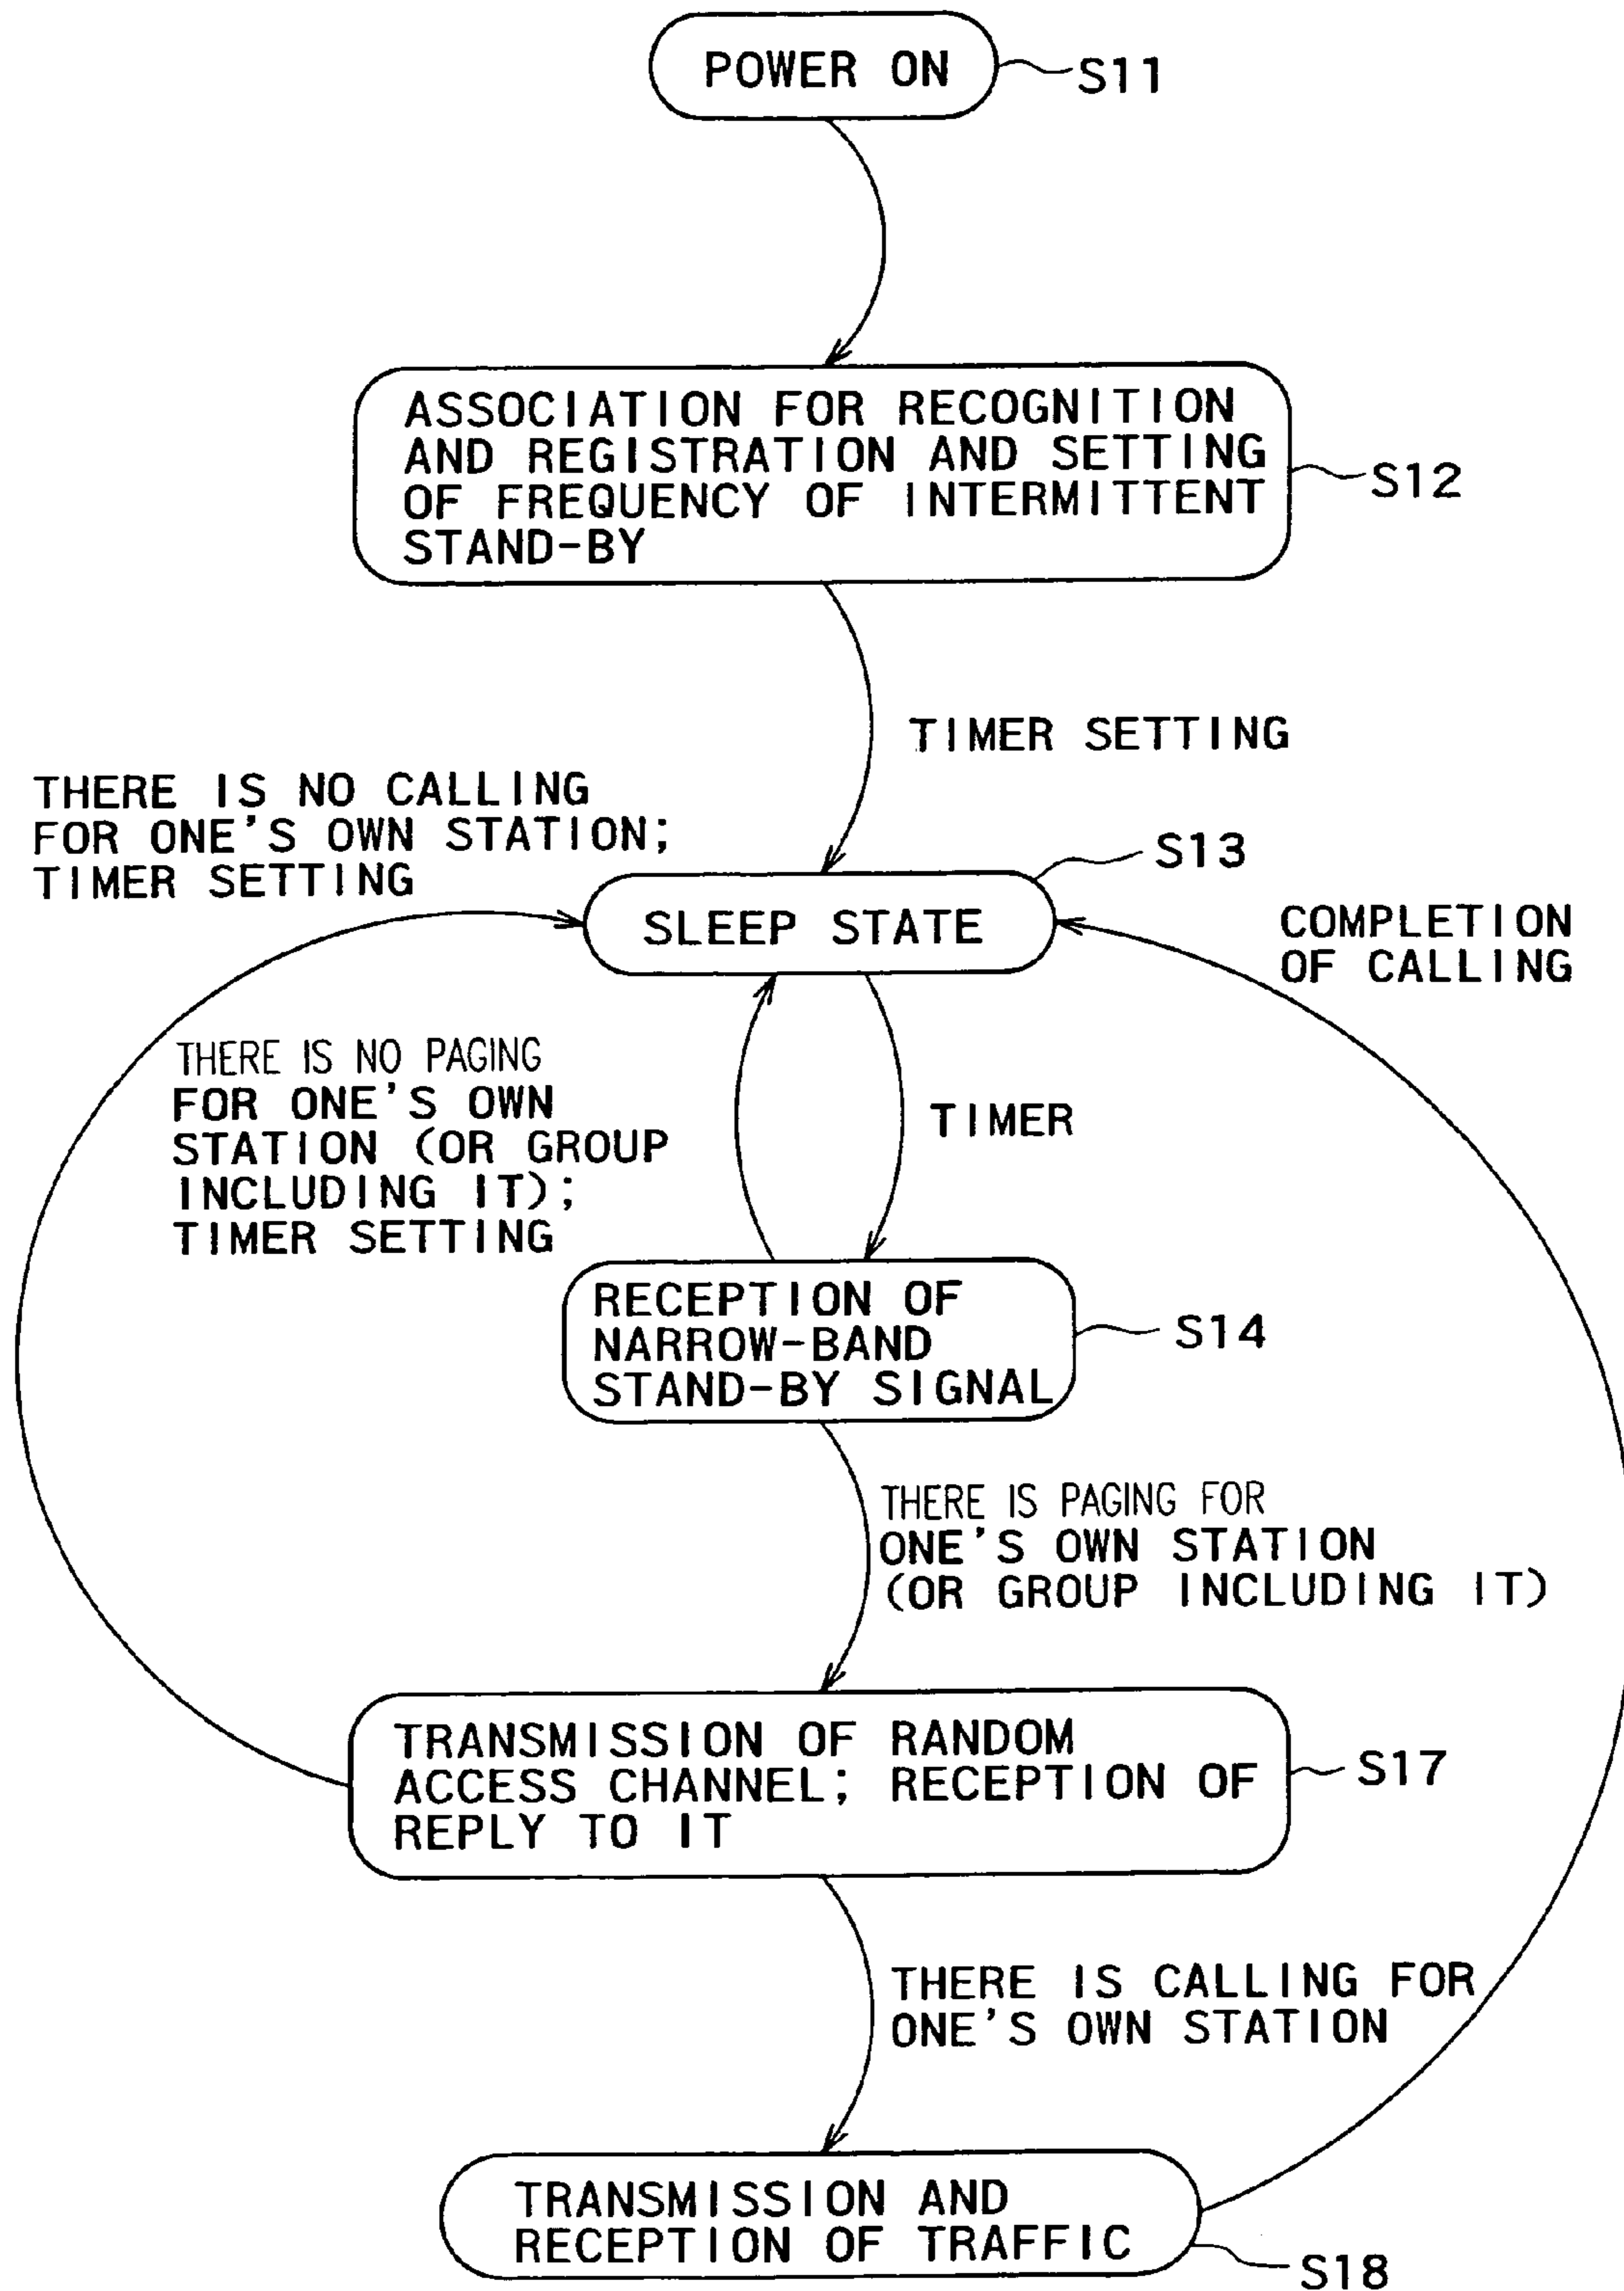 POWER ON
S11
ASSOCIATION FOR RECOGNITION
AND REGISTRATION AND SETTING
OF FREQUENCY OF INTERMITTENT
STAND-BY
S12
TIMER SETTING
THERE IS NO CALLING
FOR ONE'S OWN STATION;
TIMER SETTING
S13
SLEEP STATE
COMPLETION
OF CALLING
THERE IS NO PAGING
FOR ONE'S OWN
STATION (OR GROUP
INCLUDING IT);
TIMER SETTING
TIMER
RECEPTION OF
NARROW-BAND
STAND-BY SIGNAL
S14
THERE IS PAGING FOR
ONE'S OWN STATION
(OR GROUP INCLUDING IT)
TRANSMISSION OF RANDOM
ACCESS CHANNEL; RECEPTION OF
REPLY TO IT
S17
THERE IS CALLING FOR
ONE'S OWN STATION
TRANSMISSION AND
RECEPTION OF TRAFFIC
S18